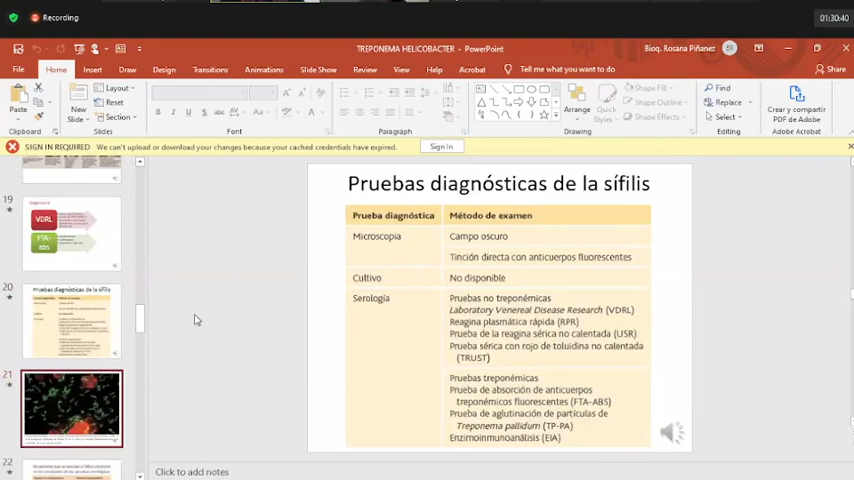 Recording
01:30:40
TREPONEMA HELICOBACTER - PowerPoint
Bioq. Rosana Piñanez
BR
File
Home
Insert
Draw
Design
Transitions
Animations
Slide Show
Review
View
Help
Acrobat
Tell me what you want to do
Share
Paste
New
Slide
Layout
Reset
Section
Arrange
Quick
Styles
Shape Fill
Shape Outline
Shape Effects
Find
Replace
Select
Crear y compartir
PDF de Adobe
Clipboard
Slides
Font
Paragraph
Drawing
Editing
Adobe Acrobat
SIGN IN REQUIRED We can't upload or download your changes because your cached credentials have expired.
Sign In
19
VDRL
FTA-
abs
20
Pruebas diagnósticas de la sífilis
21
22
Pruebas diagnósticas de la sífilis
Prueba diagnóstica Método de examen
Microscopia Campo oscuro
Tinción directa con anticuerpos fluorescentes
Cultivo No disponible
Serología Pruebas no treponémicas
Laboratory Venereal Disease Research (VDRL)
Reagina plasmática rápida (RPR)
Prueba de la reagina sérica no calentada (USR)
Prueba sérica con rojo de toluidina no calentada
(TRUST)
Pruebas treponémicas
Prueba de absorción de anticuerpos
treponémicos fluorescentes (FTA-ABS)
Prueba de aglutinación de partículas de
Treponema pallidum (TP-PA)
Enzimoinmunoanálisis (EIA)
Click to add notes